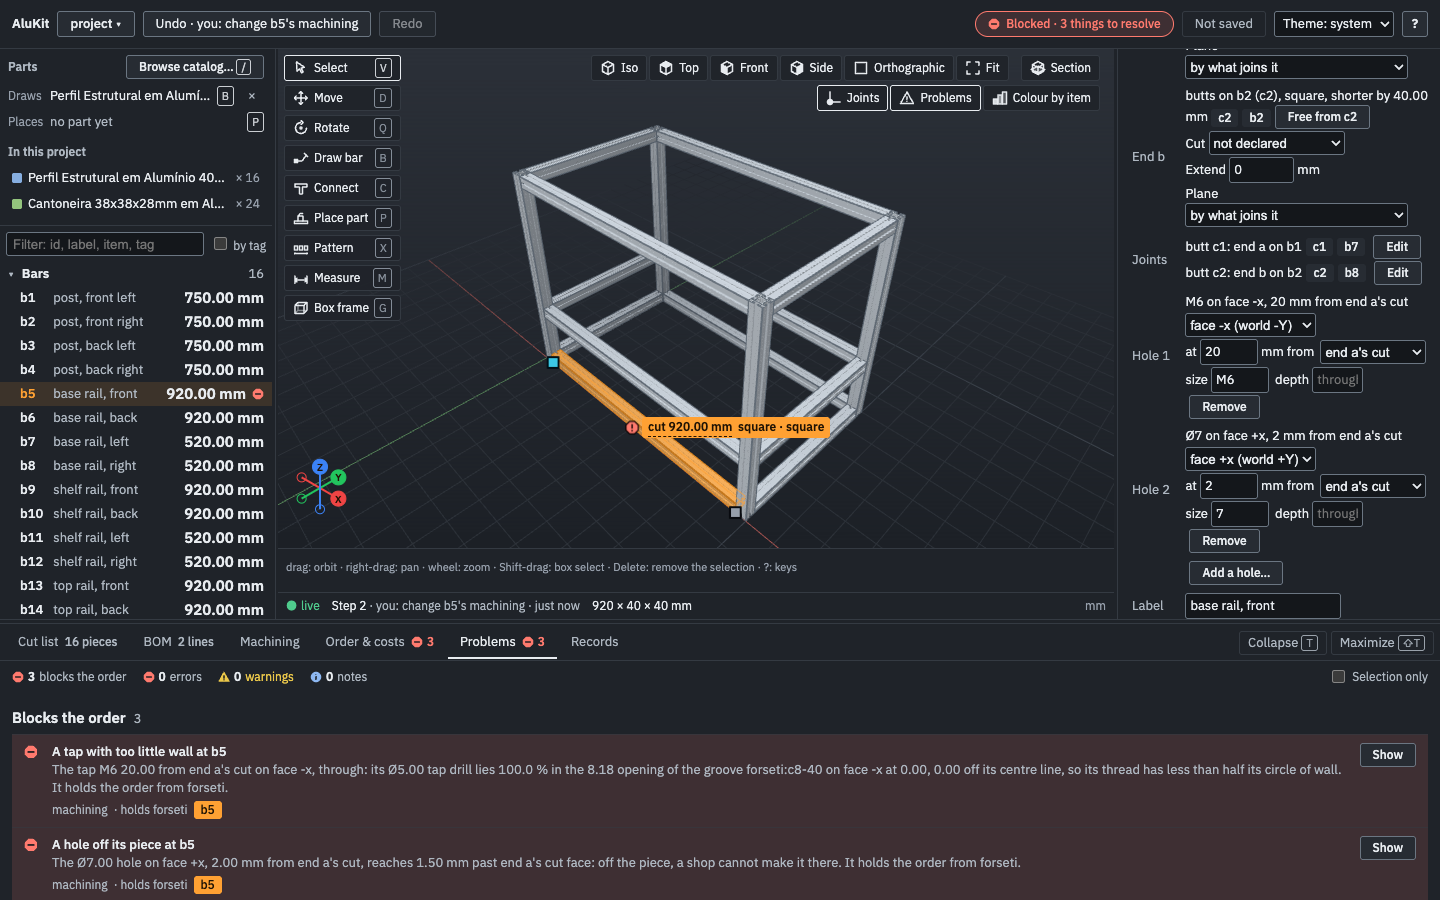 AluKit project ▾ Undo · you: change b5's machining Redo Blocked · 3 things to resolve Not saved Theme: system ?
Parts Browse catalog... /
Draws Perfil Estrutural em Alumí... B ×
Places no part yet P
In this project
Perfil Estrutural em Alumínio 40... × 16
Cantoneira 38x38x28mm em Al... × 24
Filter: id, label, item, tag by tag
▾ Bars 16
b1 post, front left 750.00 mm
b2 post, front right 750.00 mm
b3 post, back left 750.00 mm
b4 post, back right 750.00 mm
b5 base rail, front 920.00 mm
b6 base rail, back 920.00 mm
b7 base rail, left 520.00 mm
b8 base rail, right 520.00 mm
b9 shelf rail, front 920.00 mm
b10 shelf rail, back 920.00 mm
b11 shelf rail, left 520.00 mm
b12 shelf rail, right 520.00 mm
b13 top rail, front 920.00 mm
b14 top rail, back 920.00 mm
Select V
Move D
Rotate Q
Draw bar B
Connect C
Place part P
Pattern X
Measure M
Box frame G
Iso Top Front Side Orthographic Fit Section
Joints Problems Colour by item
cut 920.00 mm square · square
Z
Y
X
drag: orbit · right-drag: pan · wheel: zoom · Shift-drag: box select · Delete: remove the selection · ?: keys
live Step 2 · you: change b5's machining · just now 920 × 40 × 40 mm mm
Plane
by what joins it
butts on b2 (c2), square, shorter by 40.00
mm c2 b2 Free from c2
End b
Cut not declared
Extend 0 mm
Plane
by what joins it
Joints
butt c1: end a on b1 c1 b7 Edit
butt c2: end b on b2 c2 b8 Edit
Hole 1
M6 on face -x, 20 mm from end a's cut
face -x (world -Y)
at 20 mm from end a's cut
size M6 depth througl
Remove
Hole 2
Ø7 on face +x, 2 mm from end a's cut
face +x (world +Y)
at 2 mm from end a's cut
size 7 depth througl
Remove
Add a hole...
Label base rail, front
Cut list 16 pieces BOM 2 lines Machining Order & costs 3 Problems 3 Records Collapse T Maximize ⇧T
3 blocks the order 0 errors 0 warnings 0 notes Selection only
Blocks the order 3
A tap with too little wall at b5 Show
The tap M6 20.00 from end a's cut on face -x, through: its Ø5.00 tap drill lies 100.0 % in the 8.18 opening of the groove forseti:c8-40 on face -x at 0.00, 0.00 off its centre line, so its thread has less than half its circle of wall.
It holds the order from forseti.
machining · holds forseti b5
A hole off its piece at b5 Show
The Ø7.00 hole on face +x, 2.00 mm from end a's cut, reaches 1.50 mm past end a's cut face: off the piece, a shop cannot make it there. It holds the order from forseti.
machining · holds forseti b5